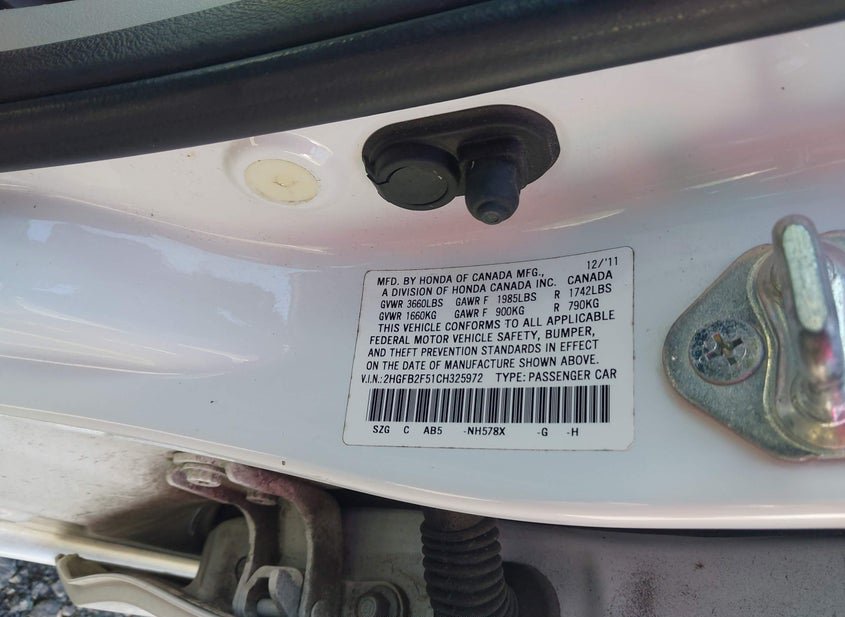 12/'11
MFD. BY HONDA OF CANADA MFG.,
A DIVISION OF HONDA CANADA INC. CANADA
GVWR 3660LBS GAWR F 1985LBS R 1742LBS
GVWR 1660KG GAWR F 900KG R 790KG
THIS VEHICLE CONFORMS TO ALL APPLICABLE
FEDERAL MOTOR VEHICLE SAFETY, BUMPER,
AND THEFT PREVENTION STANDARDS IN EFFECT
ON THE DATE OF MANUFACTURE SHOWN ABOVE.
V.I.N.: 2HGFB2F51CH325972 TYPE: PASSENGER CAR
SZG C AB5 -NH578X -G -H